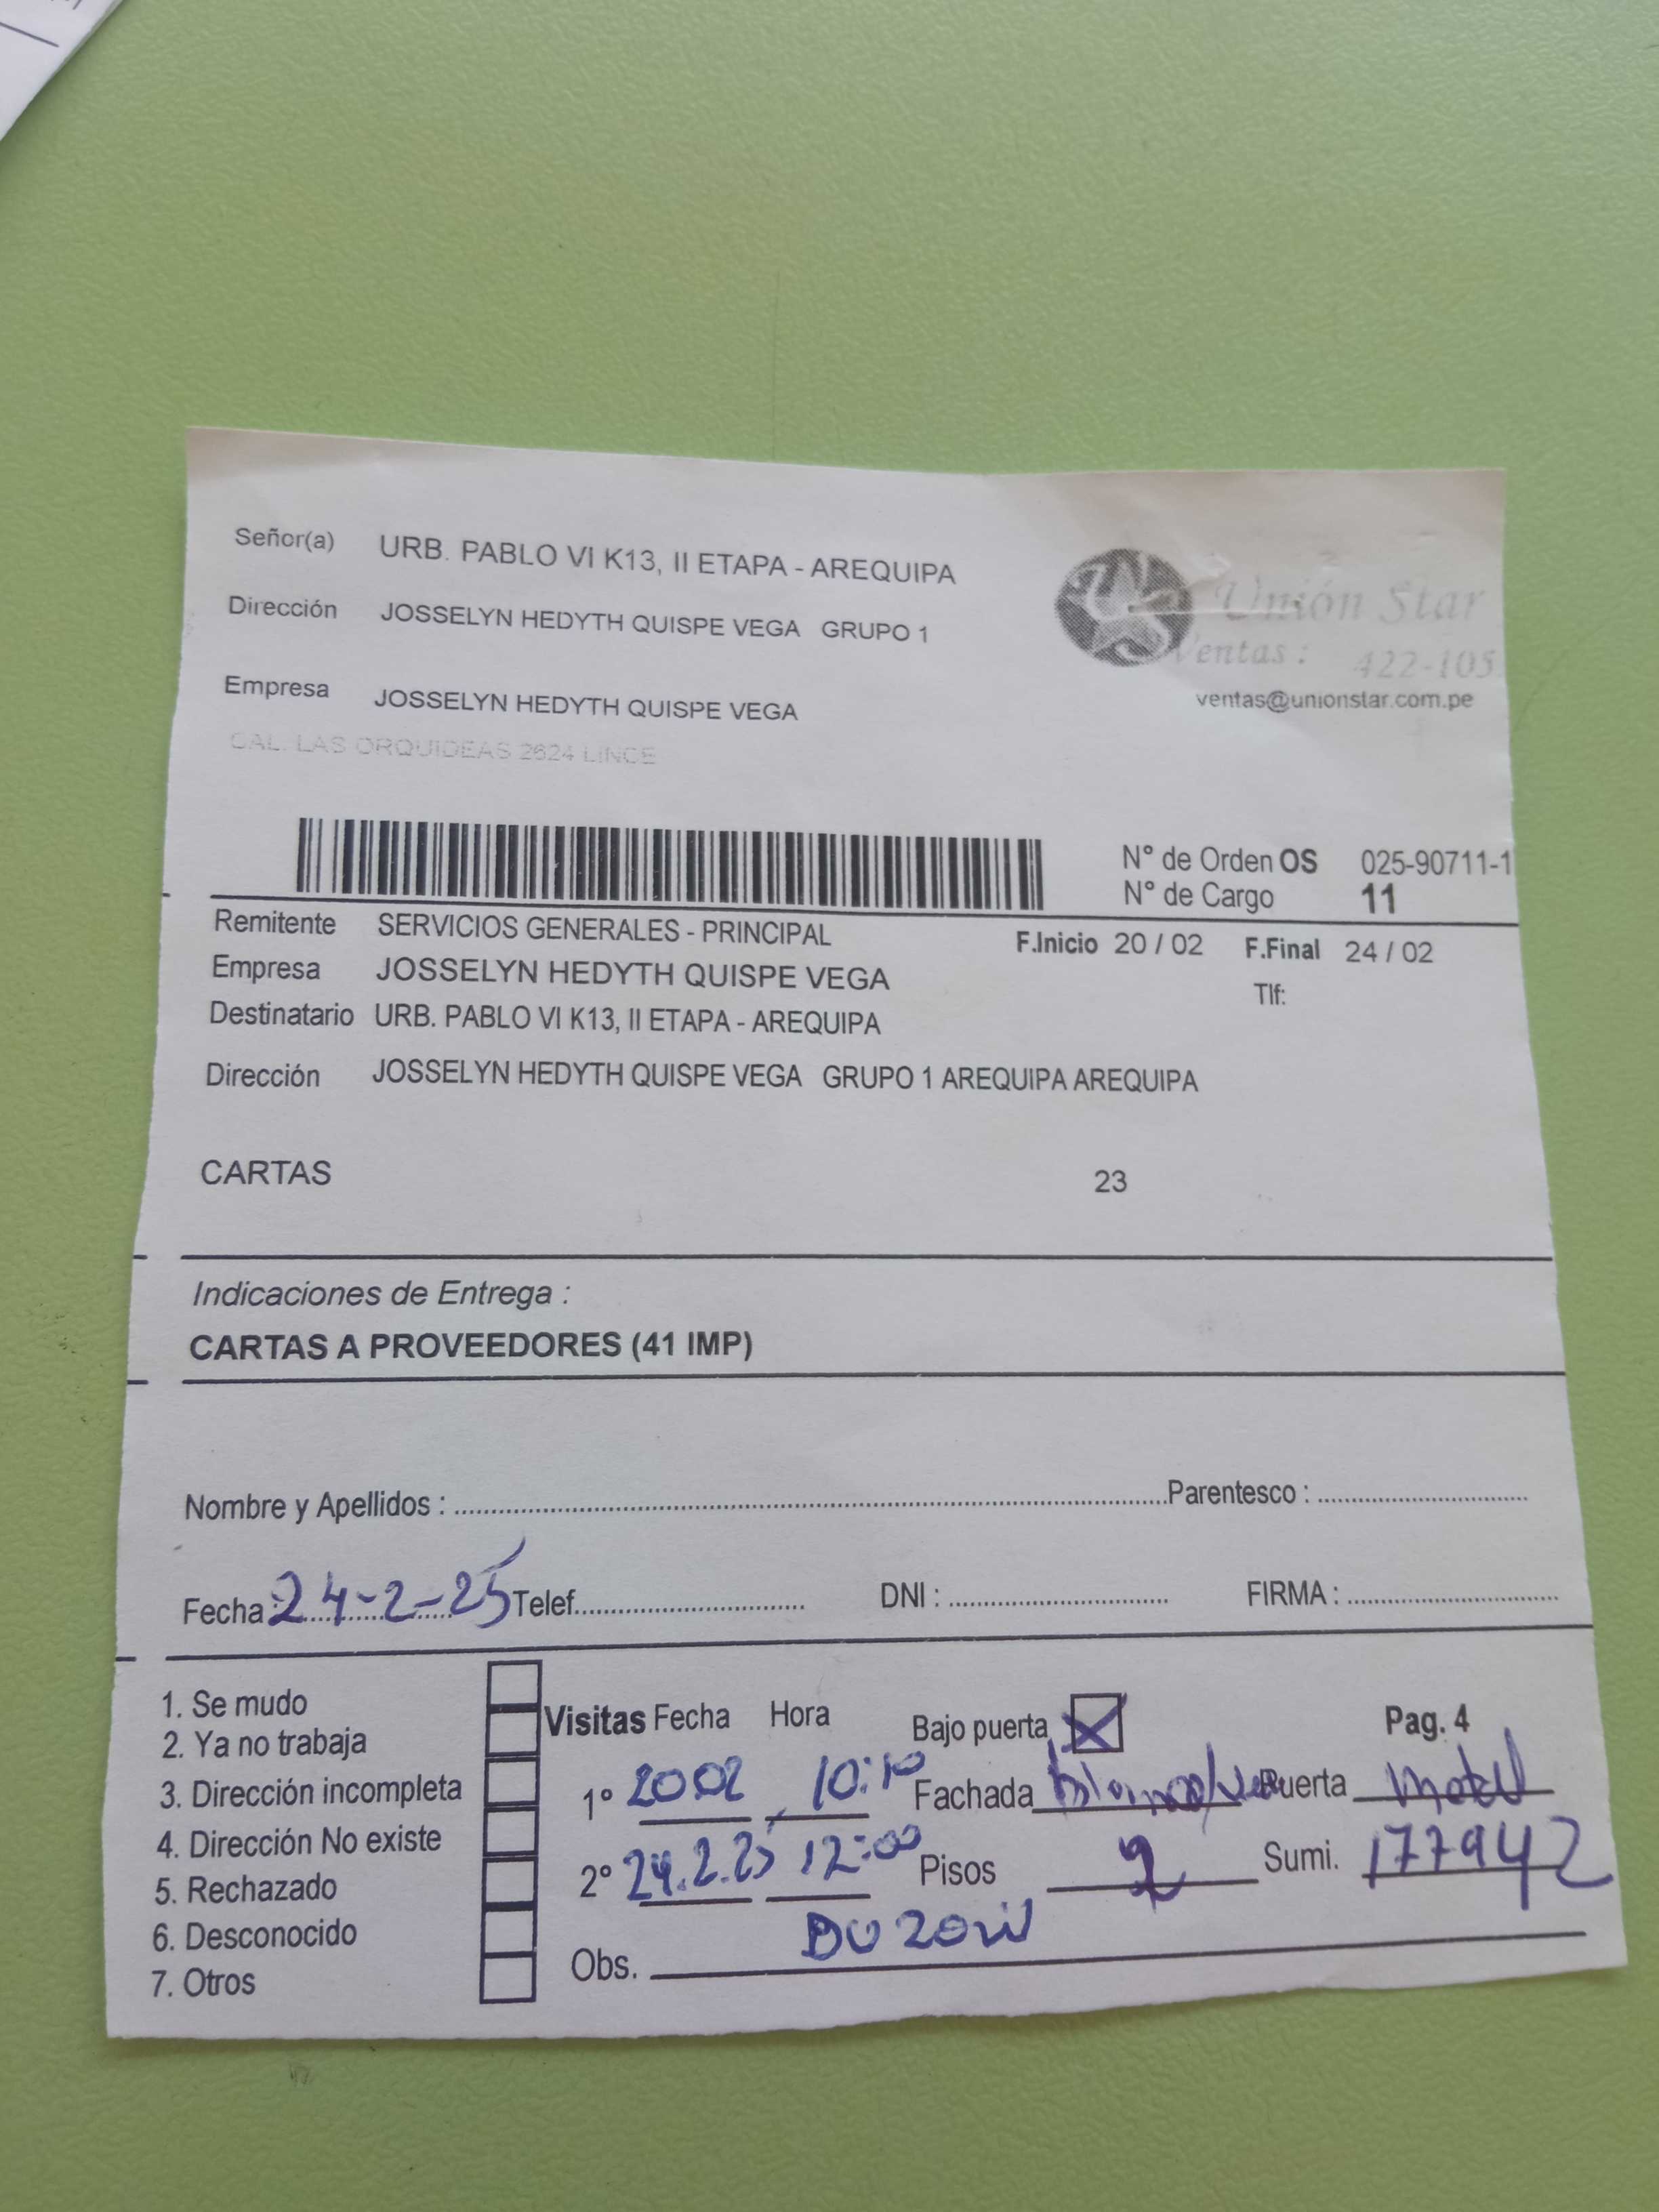 Señor(a) URB. PABLO VI K13, II ETAPA - AREQUIPA
Dirección JOSSELYN HEDYTH QUISPE VEGA GRUPO 1
Unión Star
Ventas : 422-105
ventas@unionstar.com.pe
Empresa JOSSELYN HEDYTH QUISPE VEGA
CAL. LAS ORQUIDEAS 2624 LINCE
N° de Orden OS 025-90711-1
N° de Cargo 11
Remitente SERVICIOS GENERALES - PRINCIPAL F.Inicio 20 / 02 F.Final 24 / 02
Empresa JOSSELYN HEDYTH QUISPE VEGA Tlf:
Destinatario URB. PABLO VI K13, II ETAPA - AREQUIPA
Dirección JOSSELYN HEDYTH QUISPE VEGA GRUPO 1 AREQUIPA AREQUIPA
CARTAS 23
Indicaciones de Entrega :
CARTAS A PROVEEDORES (41 IMP)
Nombre y Apellidos : Parentesco :
Fecha : 24-2-25 Telef. DNI : FIRMA :
1. Se mudo
2. Ya no trabaja
3. Dirección incompleta
4. Dirección No existe
5. Rechazado
6. Desconocido
7. Otros
Visitas Fecha Hora Bajo puerta X Pag. 4
1° 20.02 10:10 Fachada Puerta Metal
2° 24.2.25 12:00 Pisos 2 Sumi. 177942
Obs. Buzon